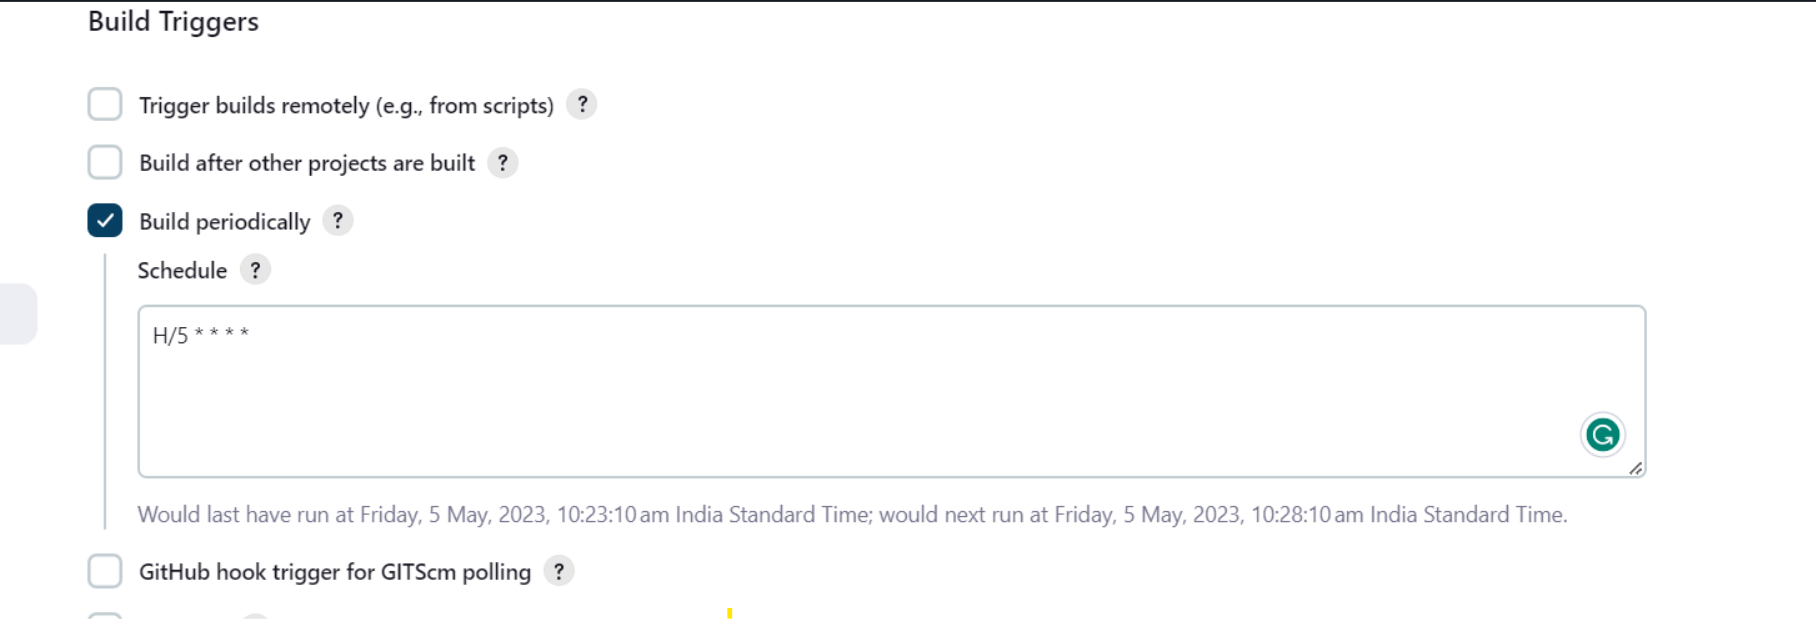 Build Triggers
Trigger builds remotely (e.g., from scripts) ?
Build after other projects are built ?
Build periodically ?
Schedule ?
H/5 * * * *
Would last have run at Friday, 5 May, 2023, 10:23:10 am India Standard Time; would next run at Friday, 5 May, 2023, 10:28:10 am India Standard Time.
GitHub hook trigger for GITScm polling ?